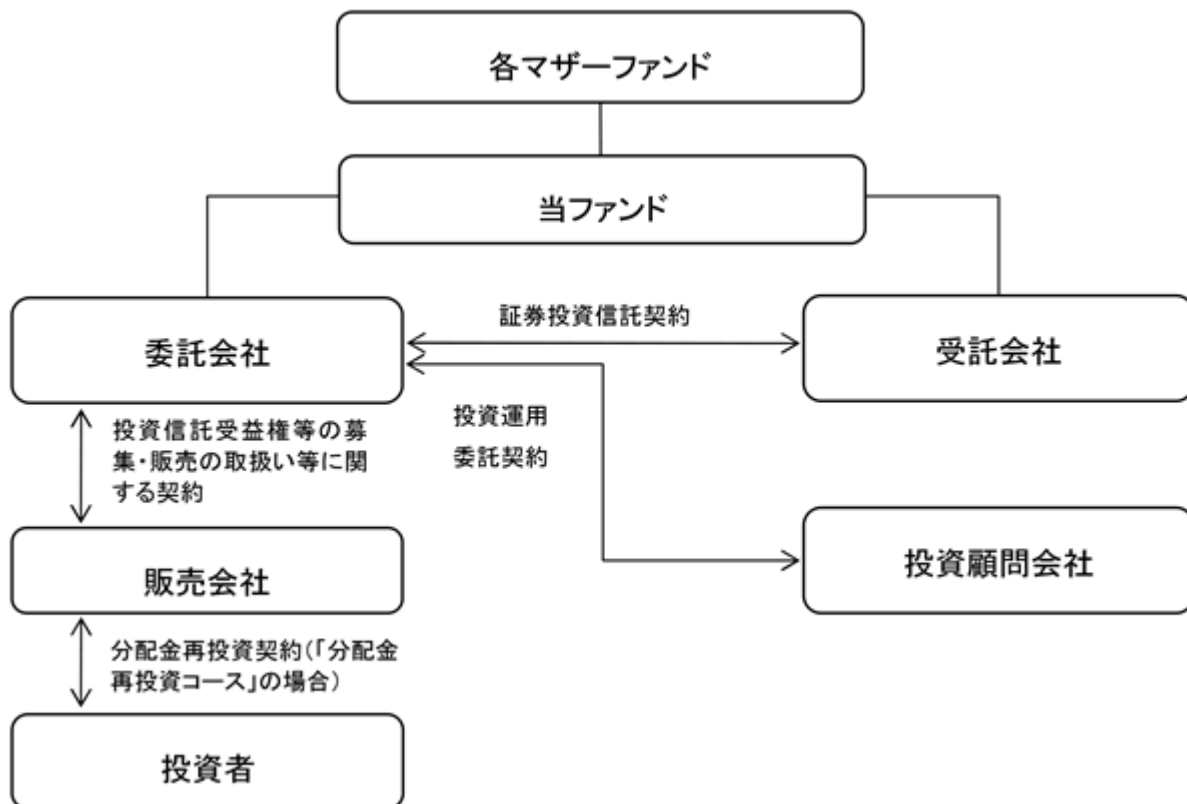 各マザーファンド
当ファンド
委託会社
証券投資信託契約
受託会社
投資運用
委託契約
投資信託受益権等の募
集・販売の取扱い等に関
する契約
販売会社
投資顧問会社
分配金再投資契約(「分配金
再投資コース」の場合)
投資者